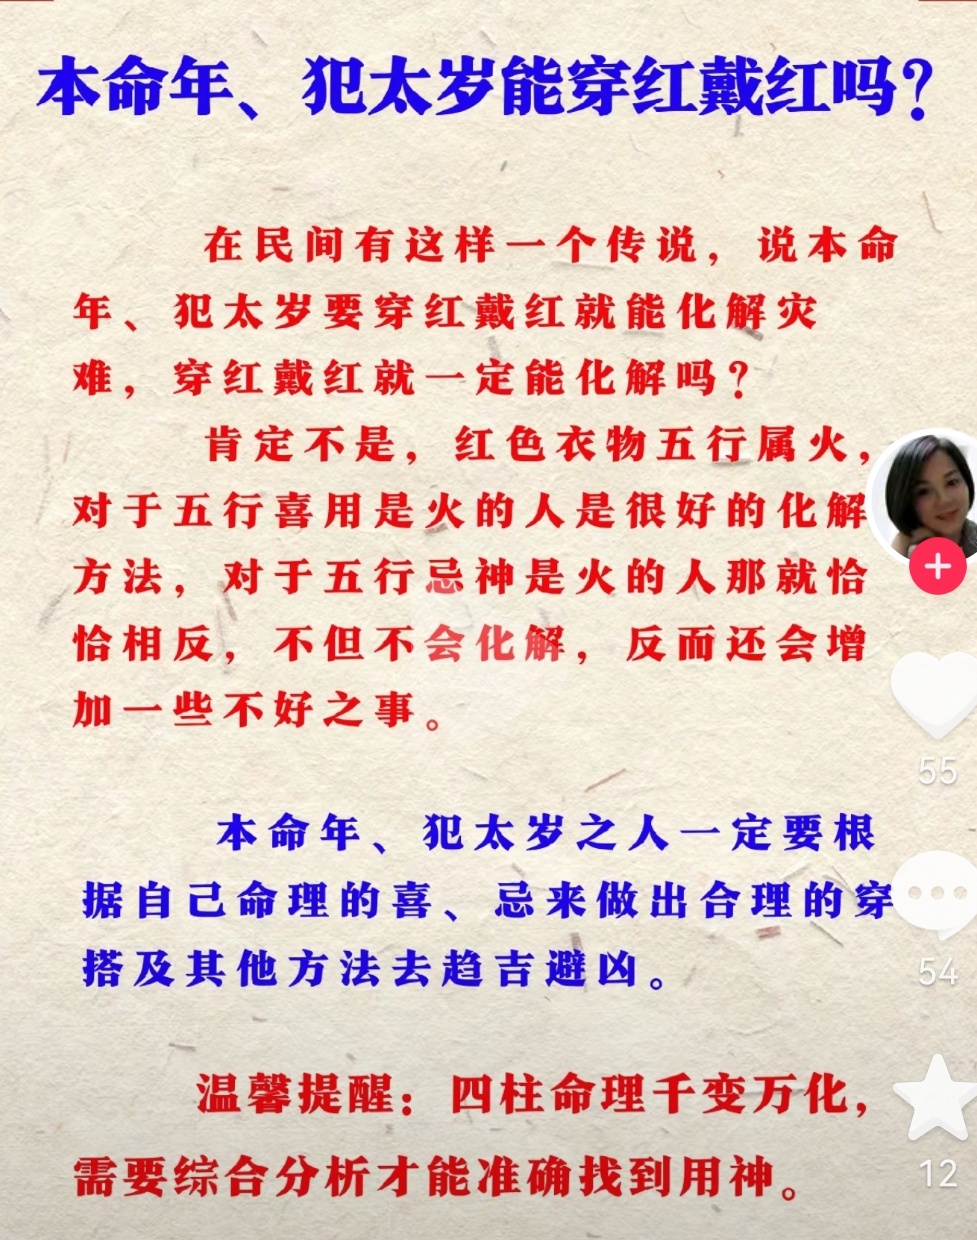 本命年、犯太岁能穿红戴红吗？
在民间有这样一个传说，说本命
年、犯太岁要穿红戴红就能化解灾
难，穿红戴红就一定能化解吗？
肯定不是，红色衣物五行属火，
对于五行喜用是火的人是很好的化解
方法，对于五行忌神是火的人那就恰
恰相反，不但不会化解，反而还会增
加一些不好之事。
本命年、犯太岁之人一定要根
据自己命理的喜、忌来做出合理的穿
搭及其他方法去趋吉避凶。
温馨提醒：四柱命理千变万化，
需要综合分析才能准确找到用神。
55
54
12